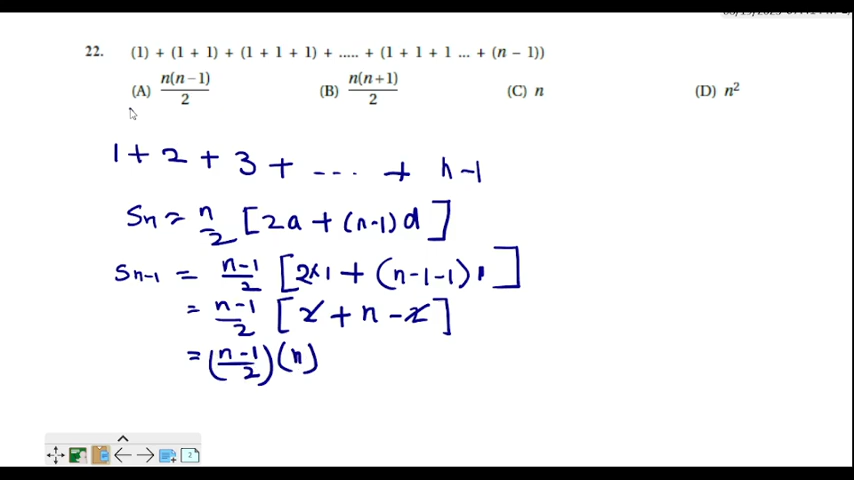 22. (1) + (1 + 1) + (1 + 1 + 1) + ..... + (1 + 1 + 1 ... + (n − 1))
(A) n(n−1)/2 (B) n(n+1)/2 (C) n (D) n²
1 + 2 + 3 + .... + n-1
Sn = n/2 [2a + (n-1)d]
Sn-1 = n-1/2 [2×1 + (n-1-1)1]
= n-1/2 [2 + n - 2]
= (n-1/2)(n)
2